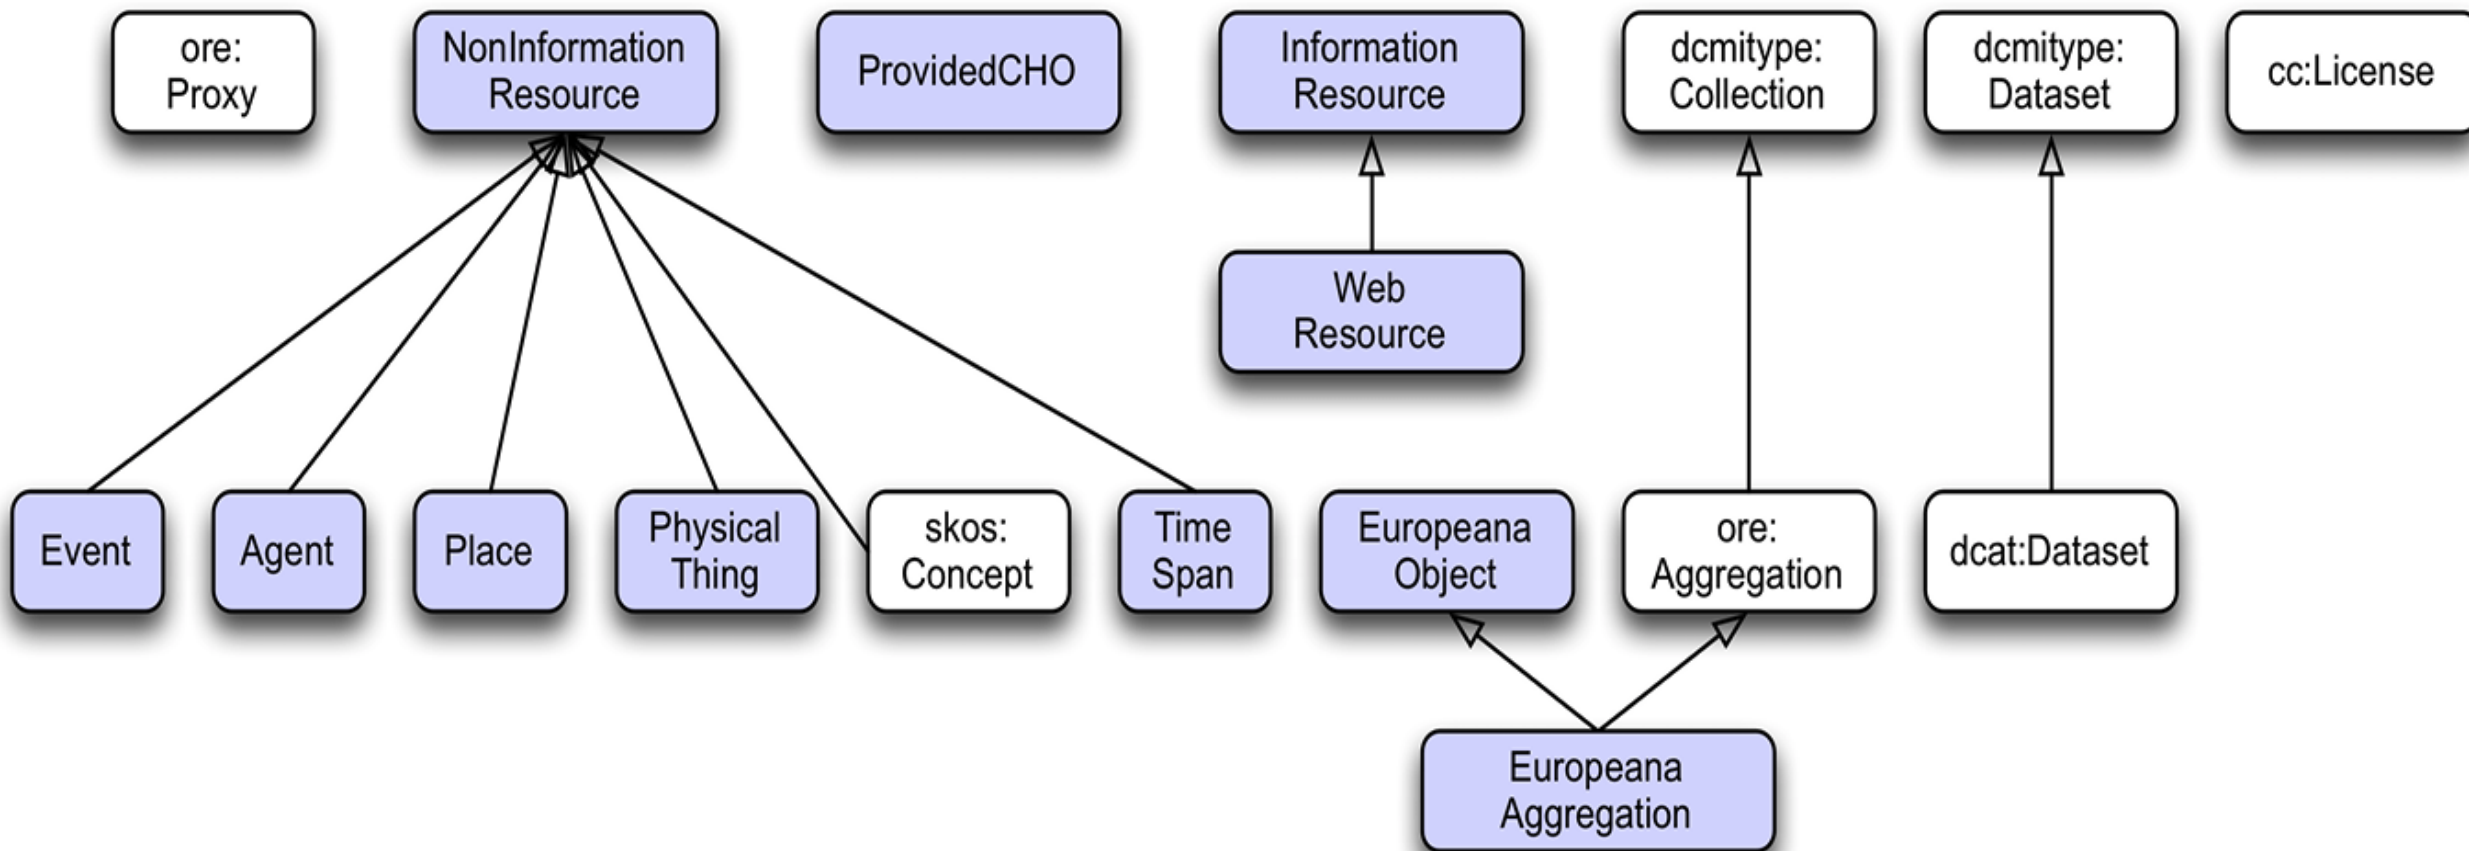 ore:
Proxy
NonInformation
Resource
ProvidedCHO
Information
Resource
dcmitype:
Collection
dcmitype:
Dataset
cc:License
Web
Resource
Event
Agent
Place
Physical
Thing
skos:
Concept
Time
Span
Europeana
Object
ore:
Aggregation
dcat:Dataset
Europeana
Aggregation